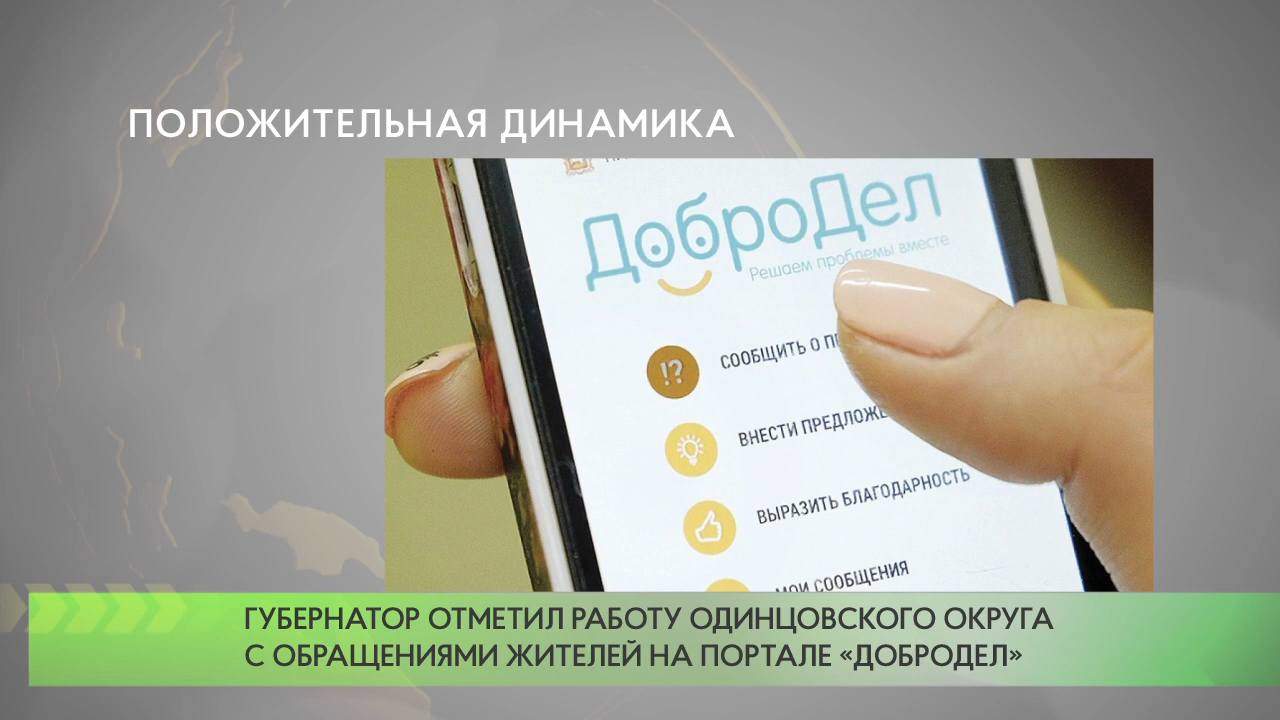 ПОЛОЖИТЕЛЬНАЯ ДИНАМИКА
ДоброДел
Решаем проблемы вместе
!?
СООБЩИТЬ О
ВНЕСТИ
ВЫРАЗИТЬ БЛАГОДАРНОСТЬ
МОИ СООБЩЕНИЯ
ГУБЕРНАТОР ОТМЕТИЛ РАБОТУ ОДИНЦОВСКОГО ОКРУГА
С ОБРАЩЕНИЯМИ ЖИТЕЛЕЙ НА ПОРТАЛЕ «ДОБРОДЕЛ»